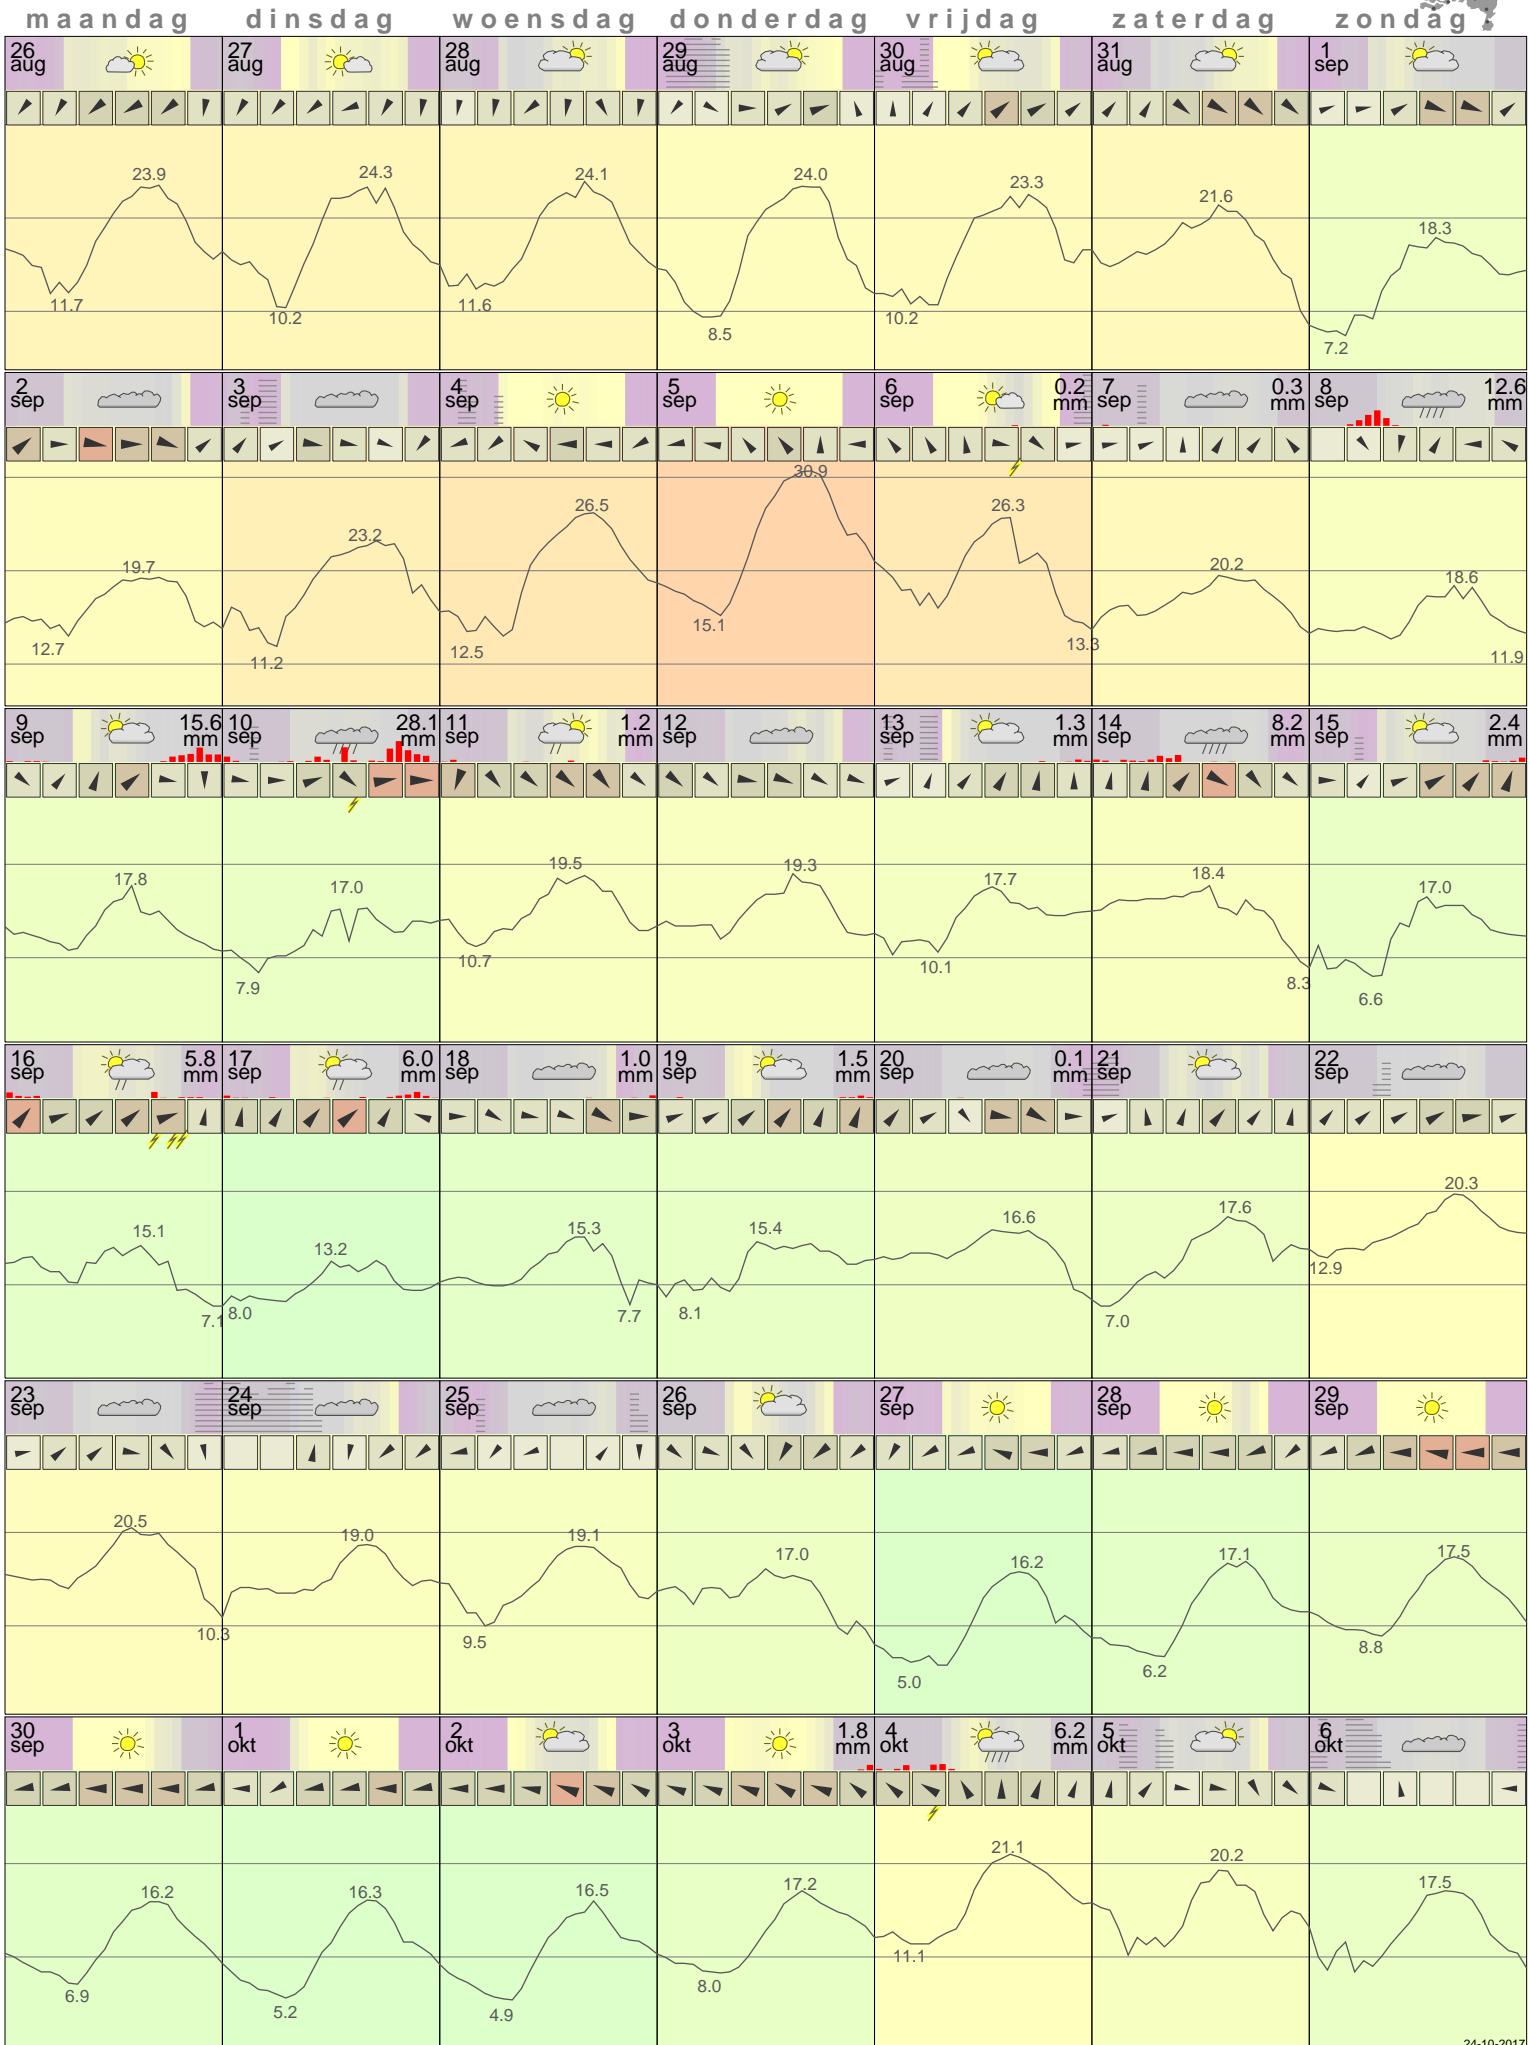 maandag dinsdag woensdag donderdag vrijdag zaterdag zondag
26 27 28 29 30 31 1
aug aug aug aug aug aug sep
23.9 24.3 24.1 24.0 23.3 21.6 18.3
11.7 10.2 11.6 8.5 10.2 7.2
2 3 4 5 6 0.2 7 0.3 8 12.6
sep sep sep sep sep mm sep mm sep mm
19.7 23.2 26.5 30.9 26.3 20.2 18.6
12.7 11.2 12.5 15.1 13.3 11.9
9 15.6 10 28.1 11 1.2 12 13 1.3 14 8.2 15 2.4
sep mm sep mm sep mm sep sep mm sep mm sep mm
17.8 17.0 19.5 19.3 17.7 18.4 17.0
7.9 10.7 10.1 8.3 6.6
16 5.8 17 6.0 18 1.0 19 1.5 20 0.1 21 22
sep mm sep mm sep mm sep mm sep mm sep sep
15.1 13.2 15.3 15.4 16.6 17.6 20.3
7.1 8.0 7.7 8.1 7.0 12.9
23 24 25 26 27 28 29
sep sep sep sep sep sep sep
20.5 19.0 19.1 17.0 16.2 17.1 17.5
10.3 9.5 5.0 6.2 8.8
30 1 2 3 1.8 4 6.2 5 6
sep okt okt okt mm okt mm okt okt
16.2 16.3 16.5 17.2 21.1 20.2 17.5
6.9 5.2 4.9 8.0 11.1
24-10-2017